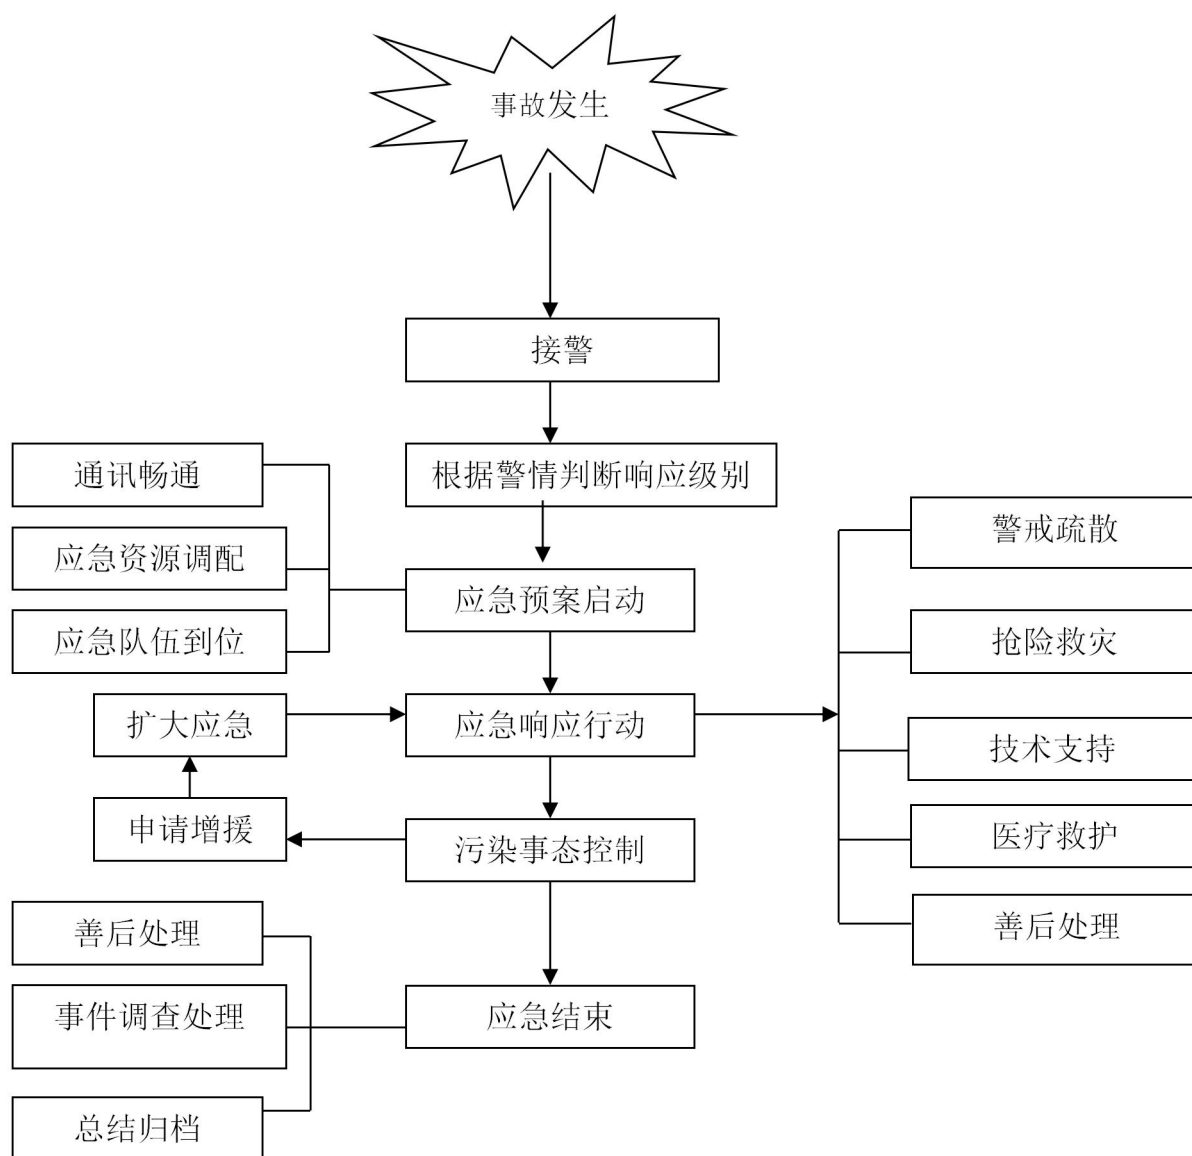 事故发生
接警
根据警情判断响应级别
通讯畅通
应急资源调配
应急队伍到位
应急预案启动
扩大应急
应急响应行动
申请增援
污染事态控制
善后处理
事件调查处理
总结归档
应急结束
警戒疏散
抢险救灾
技术支持
医疗救护
善后处理